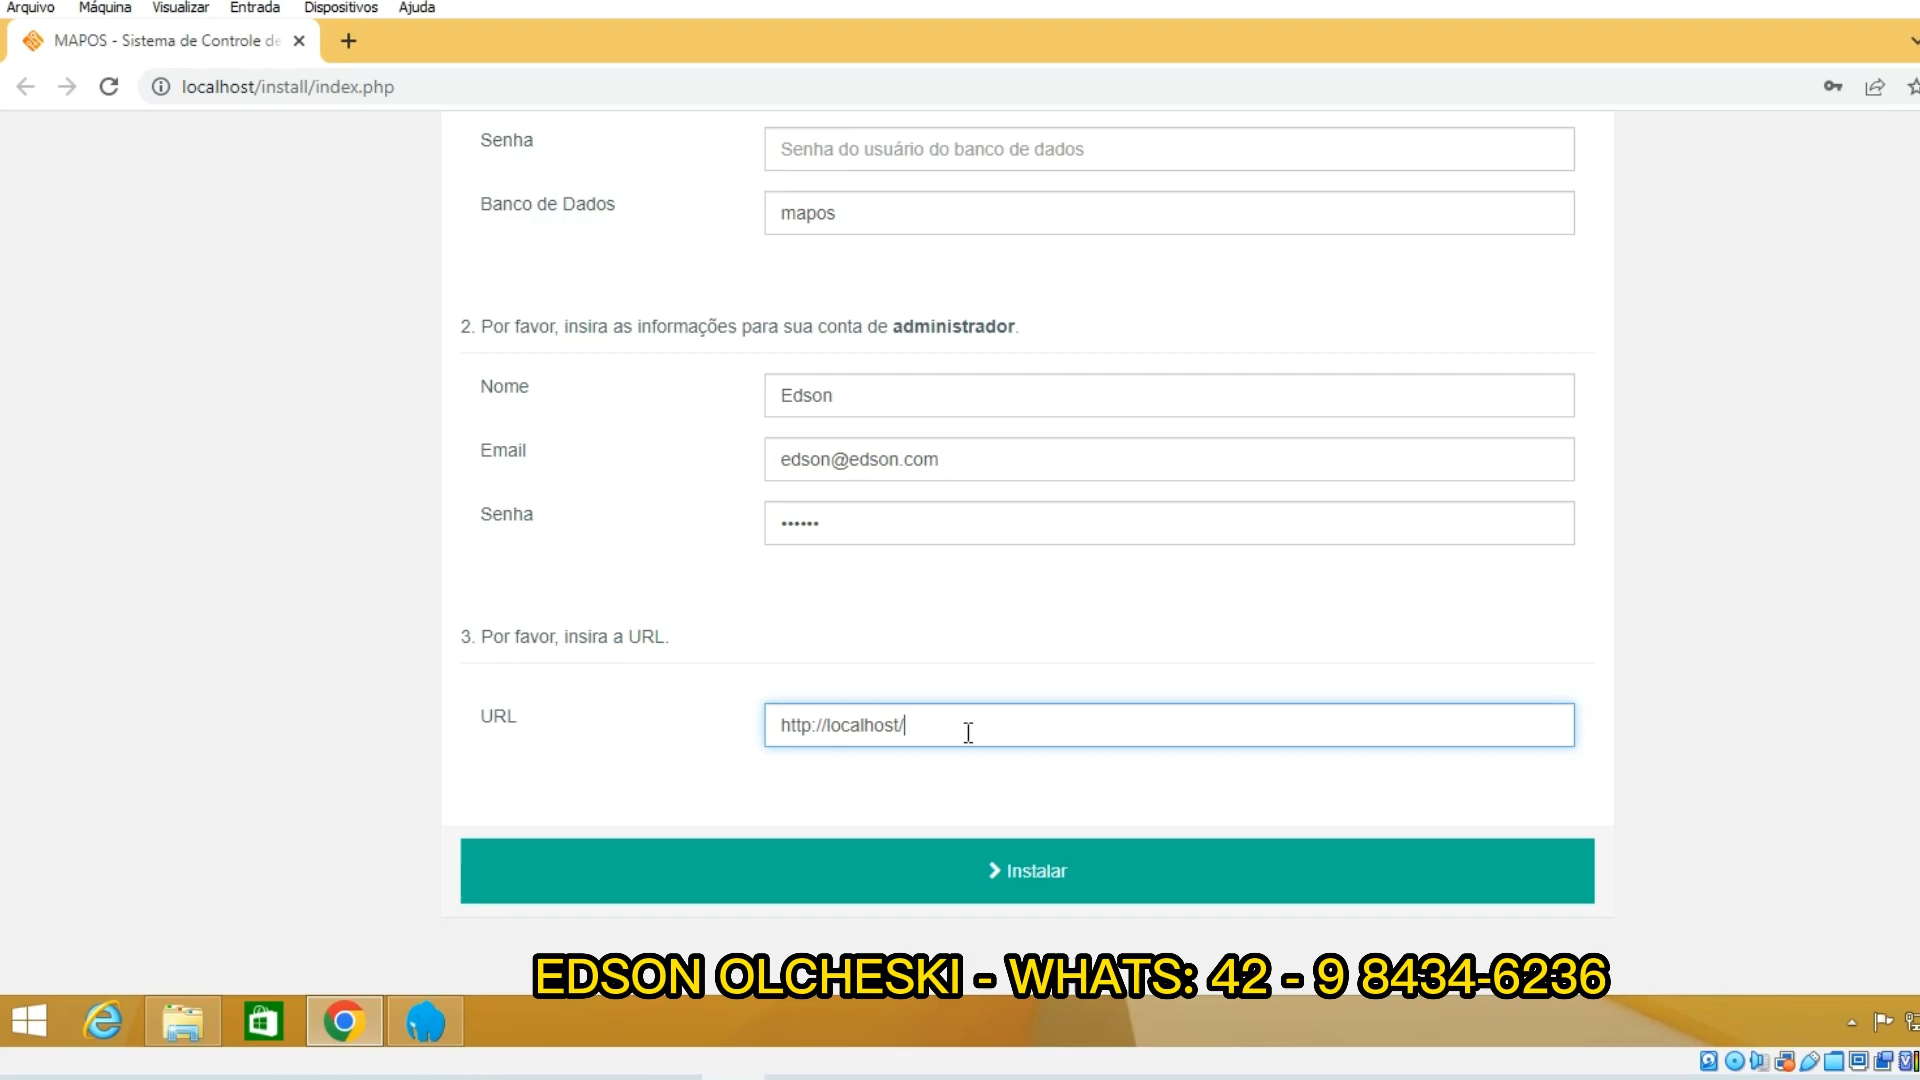 Arquivo Máquina Visualizar Entrada Dispositivos Ajuda
MAPOS - Sistema de Controle de
localhost/install/index.php
Senha
Senha do usuário do banco de dados
Banco de Dados
mapos
2. Por favor, insira as informações para sua conta de administrador.
Nome
Edson
Email
edson@edson.com
Senha
••••••
3. Por favor, insira a URL.
URL
http://localhost/
Instalar
EDSON OLCHESKI - WHATS: 42 - 9 8434-6236